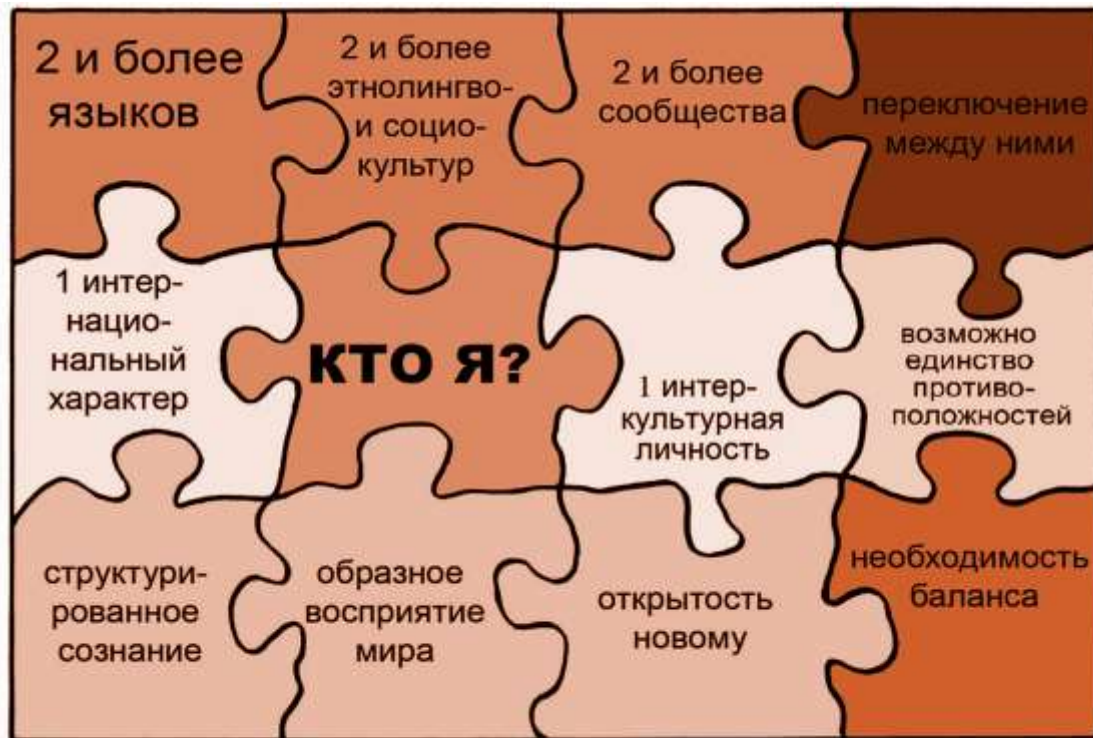 2 и более
языков
2 и более
этнолингво-
и социо-
культур
2 и более
сообщества
переключение
между ними
1 интер-
нацио-
нальный
характер
КТО Я?
1 интер-
культурная
личность
возможно
единство
противо-
положностей
структури-
рованное
сознание
образное
восприятие
мира
открытость
новому
необходимость
баланса